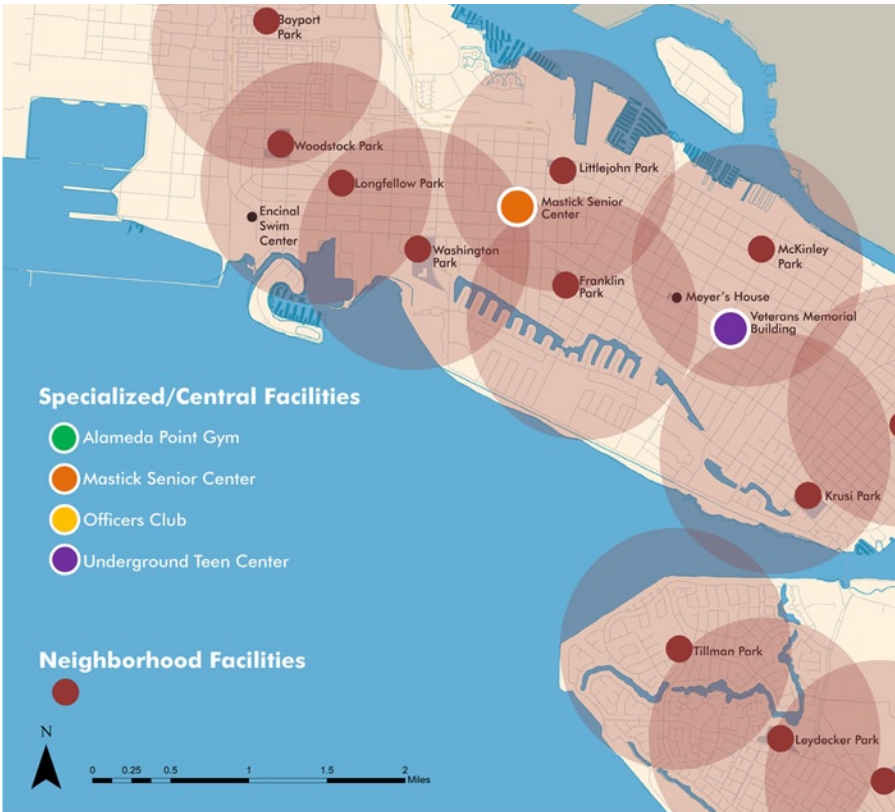 Bayport
Park
Woodstock Park
Littlejohn Park
Longfellow Park
Mastick Senior
Center
Encinal
Swim
Center
Washington
Park
McKinley
Park
Franklin
Park
Meyer's House
Veterans Memorial
Building
Specialized/Central Facilities
Alameda Point Gym
Mastick Senior Center
Officers Club
Underground Teen Center
Krusi Park
Neighborhood Facilities
Tillman Park
Leydecker Park
N
0 0.25 0.5 1 1.5 2
Miles